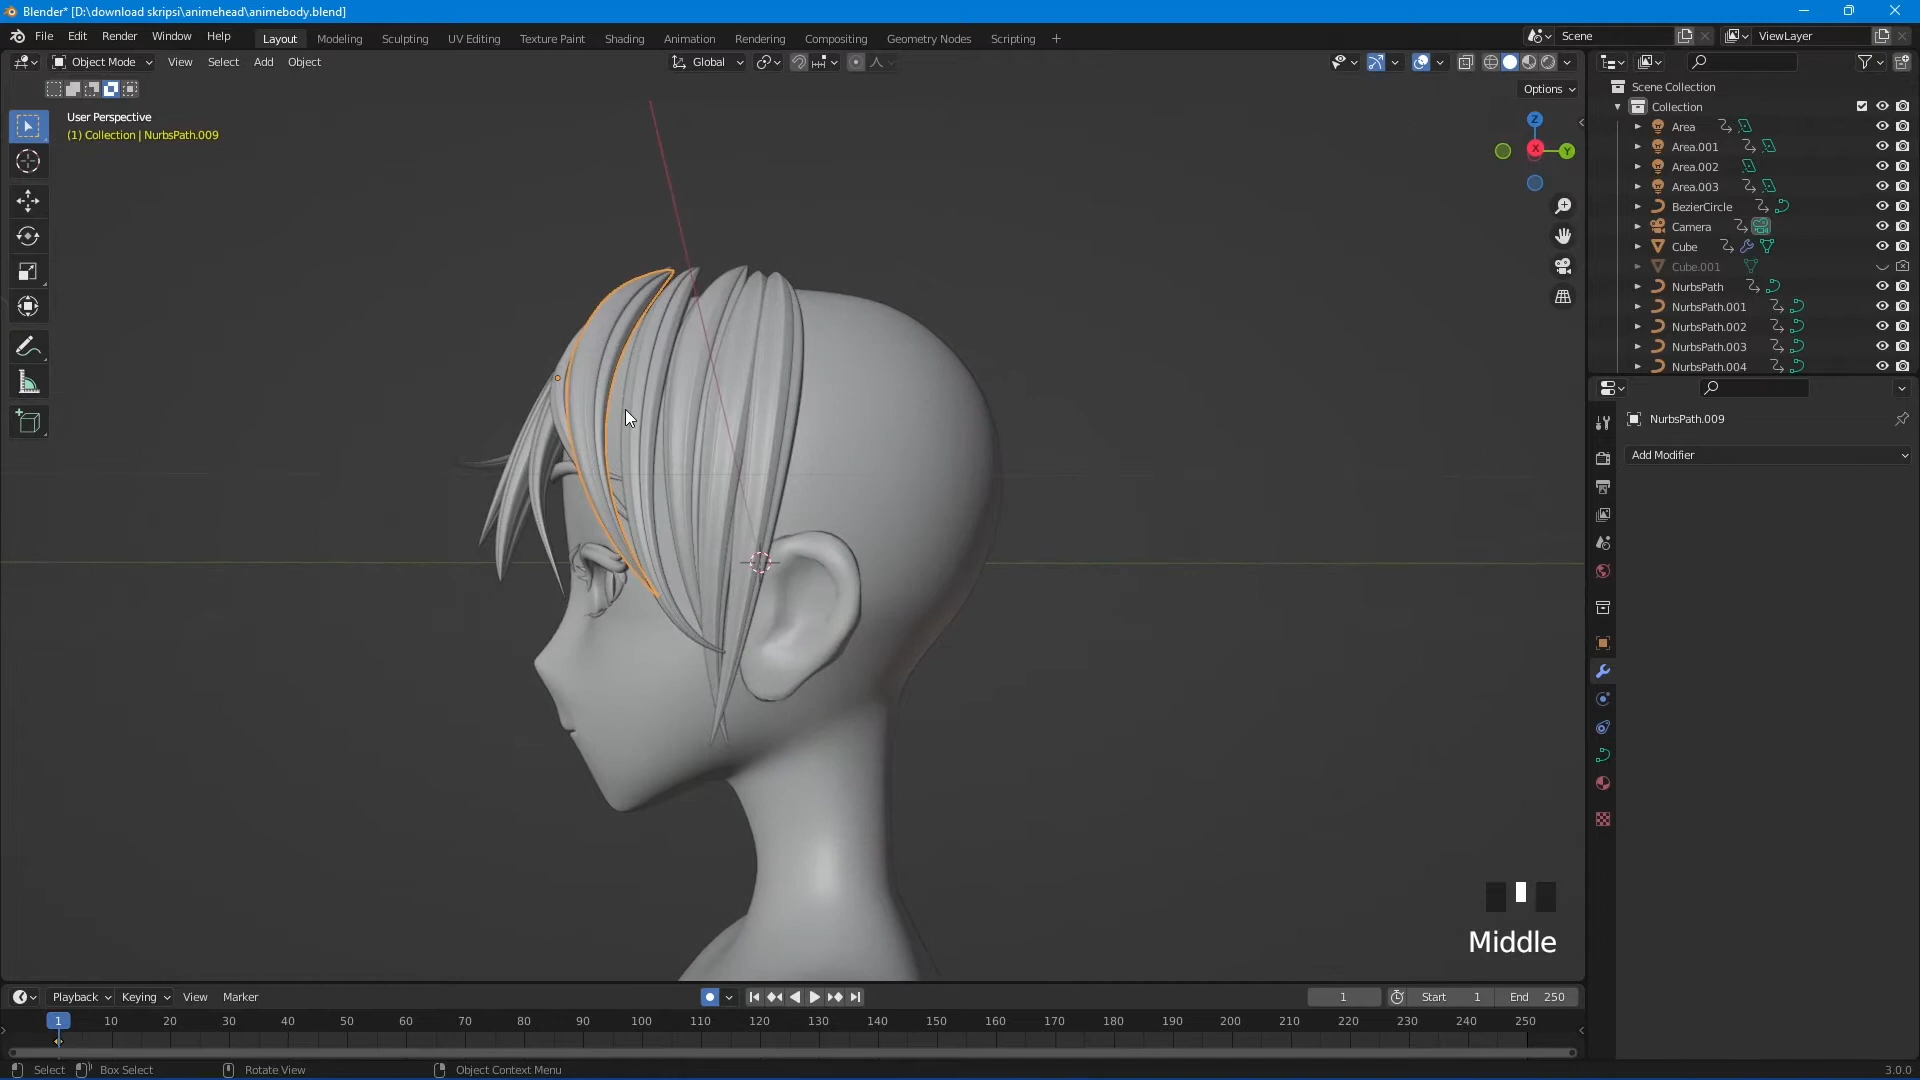 Blender* [D:\download skripsi\animehead\animebody.blend]
File Edit Render Window Help Layout Modeling Sculpting UV Editing Texture Paint Shading Animation Rendering Compositing Geometry Nodes Scripting + Scene ViewLayer
Object Mode View Select Add Object Global
Options
User Perspective
(1) Collection | NurbsPath.009
Z
X
Y
Scene Collection
Collection
Area
Area.001
Area.002
Area.003
BezierCircle
Camera
Cube
Cube.001
NurbsPath
NurbsPath.001
NurbsPath.002
NurbsPath.003
NurbsPath.004
NurbsPath.009
Add Modifier
Middle
Playback Keying View Marker 1 Start 1 End 250
1 10 20 30 40 50 60 70 80 90 100 110 120 130 140 150 160 170 180 190 200 210 220 230 240 250
Select Box Select Rotate View Object Context Menu 3.0.0